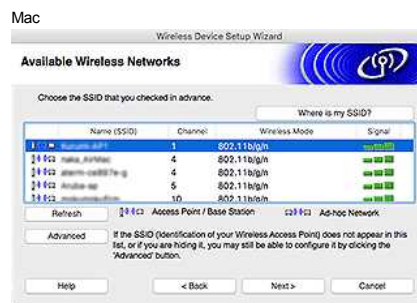 Mac
Wireless Device Setup Wizard
Available Wireless Networks
Choose the SSID that you checked in advance.
Where is my SSID?
Name (SSID) Channel Wireless Mode Signal
1 802.11b/g/n
4 802.11b/g/n
4 802.11b/g/n
5 802.11b/g/n
10 802.11b/g/n
Refresh Access Point / Base Station Ad-hoc Network
Advanced If the SSID (Identification of your Wireless Access Point) does not appear in this
list, or if you are hiding it, you may still be able to configure it by clicking the
'Advanced' button.
Help < Back Next > Cancel